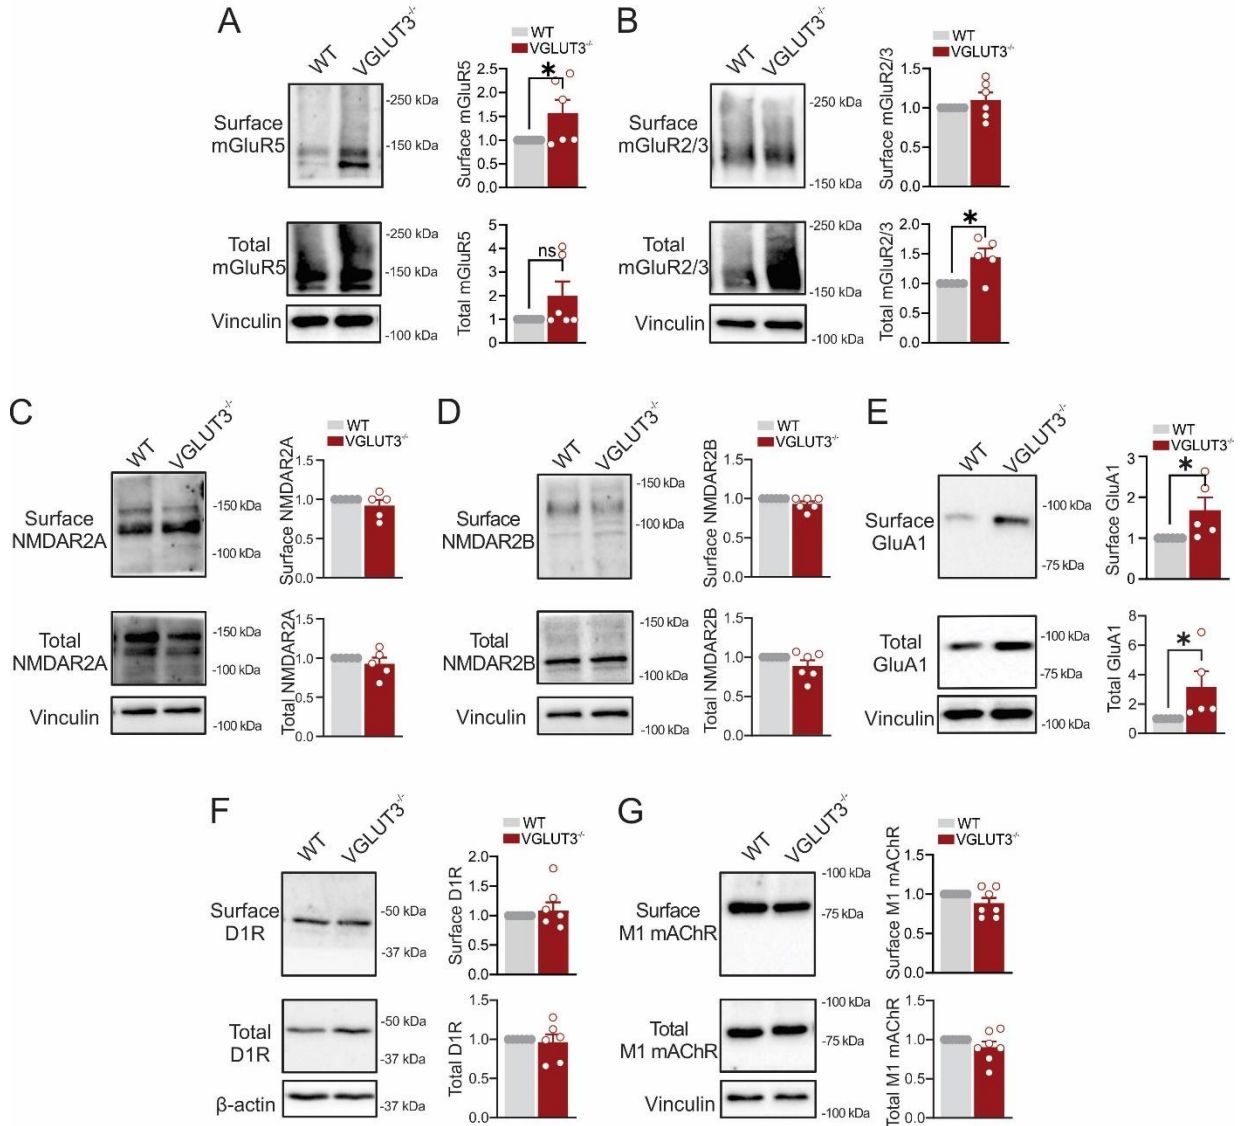 A
WT
VGLUT3-/-
Surface
mGluR5
-250 kDa
-150 kDa
WT
VGLUT3-/-
*
Surface mGluR5
2.5
2.0
1.5
1.0
0.5
0.0
Total
mGluR5
-250 kDa
-150 kDa
Vinculin
-100 kDa
ns
Total mGluR5
5
4
3
2
1
0
B
WT
VGLUT3-/-
Surface
mGluR2/3
-250 kDa
-150 kDa
WT
VGLUT3-/-
Surface mGluR2/3
1.5
1.0
0.5
0.0
Total
mGluR2/3
-250 kDa
-150 kDa
Vinculin
-100 kDa
*
Total mGluR2/3
2.0
1.5
1.0
0.5
0.0
C
WT
VGLUT3-/-
Surface
NMDAR2A
-150 kDa
-100 kDa
WT
VGLUT3-/-
Surface NMDAR2A
1.5
1.0
0.5
0.0
Total
NMDAR2A
-150 kDa
-100 kDa
Vinculin
-100 kDa
Total NMDAR2A
1.5
1.0
0.5
0.0
D
WT
VGLUT3-/-
Surface
NMDAR2B
-150 kDa
-100 kDa
WT
VGLUT3-/-
Surface NMDAR2B
1.5
1.0
0.5
0.0
Total
NMDAR2B
-150 kDa
-100 kDa
Vinculin
-100 kDa
Total NMDAR2B
1.5
1.0
0.5
0.0
E
WT
VGLUT3-/-
Surface
GluA1
-100 kDa
-75 kDa
WT
VGLUT3-/-
*
Surface GluA1
3
2
1
0
Total
GluA1
-100 kDa
-75 kDa
Vinculin
-100 kDa
*
Total GluA1
8
6
4
2
0
F
WT
VGLUT3-/-
Surface
D1R
-50 kDa
-37 kDa
WT
VGLUT3-/-
Surface D1R
2.0
1.5
1.0
0.5
0.0
Total
D1R
-50 kDa
-37 kDa
β-actin
-37 kDa
Total D1R
1.5
1.0
0.5
0.0
G
WT
VGLUT3-/-
Surface
M1 mAChR
-100 kDa
-75 kDa
WT
VGLUT3-/-
Surface M1 mAChR
1.5
1.0
0.5
0.0
Total
M1 mAChR
-100 kDa
-75 kDa
Vinculin
-100 kDa
Total M1 mAChR
1.5
1.0
0.5
0.0